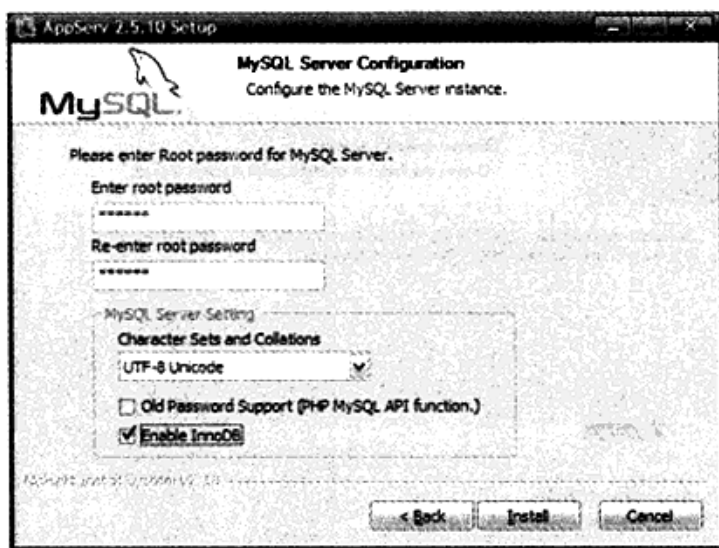 AppServ 2.5.10 Setup
MySQL Server Configuration
Configure the MySQL Server instance.
MySQL
Please enter Root password for MySQL Server.
Enter root password
******
Re-enter root password
******
MySQL Server Setting
Character Sets and Collations
UTF-8 Unicode
Old Password Support (PHP MySQL API function.)
Enable InnoDB
< Back
Install
Cancel